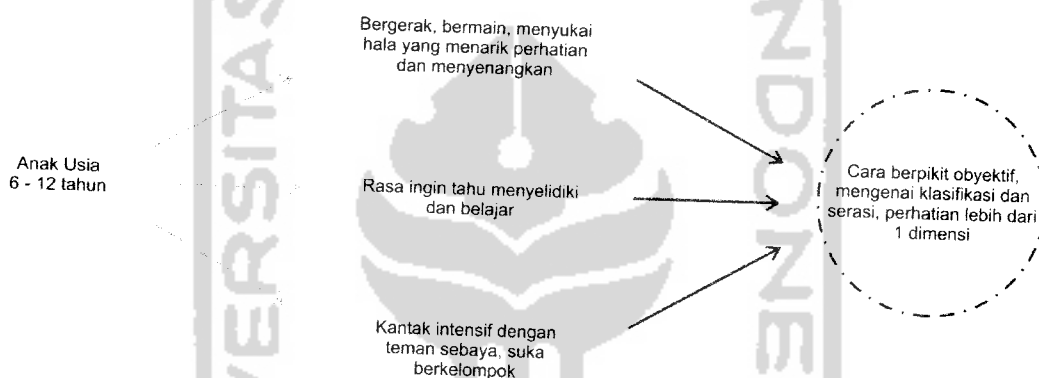 Bergerak, bermain, menyukai
hala yang menarik perhatian
dan menyenangkan
Anak Usia
6 - 12 tahun
Rasa ingin tahu menyelidiki
dan belajar
Cara berpikit obyektif,
mengenai klasifikasi dan
serasi, perhatian lebih dari
1 dimensi
Kantak intensif dengan
teman sebaya, suka
berkelompok
VERSITAS
NDONE